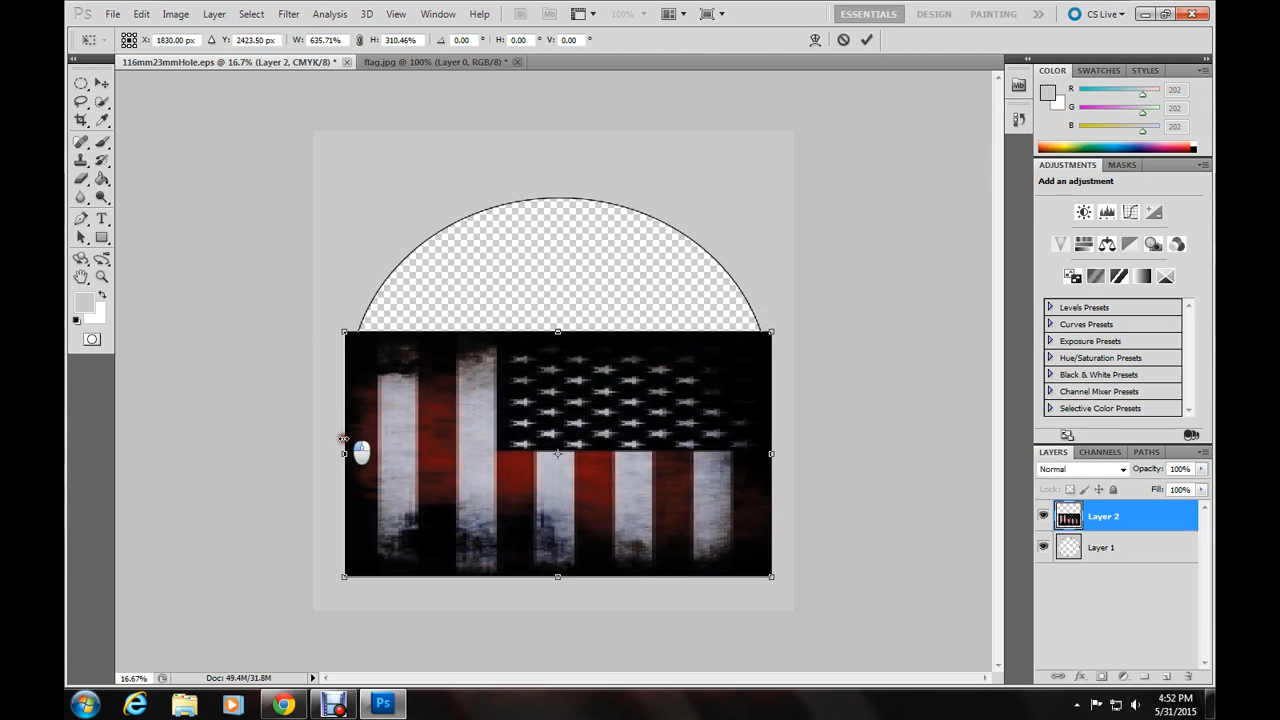 Ps File Edit Image Layer Select Filter Analysis 3D View Window Help Br Mb 100% ESSENTIALS DESIGN PAINTING CS Live
X: 1830.00 px Y: 2423.50 px W: 635.71% H: 310.46% 0.00 ° H: 0.00 ° V: 0.00 °
116mm23mmHole.eps @ 16.7% (Layer 2, CMYK/8) * flag.jpg @ 100% (Layer 0, RGB/8) *
COLOR SWATCHES STYLES
R 202
G 202
B 202
ADJUSTMENTS MASKS
Add an adjustment
Levels Presets
Curves Presets
Exposure Presets
Hue/Saturation Presets
Black & White Presets
Channel Mixer Presets
Selective Color Presets
LAYERS CHANNELS PATHS
Normal Opacity: 100%
Lock: Fill: 100%
Layer 2
Layer 1
16.67% Doc: 49.4M/31.8M
Ps 4:52 PM
5/31/2015